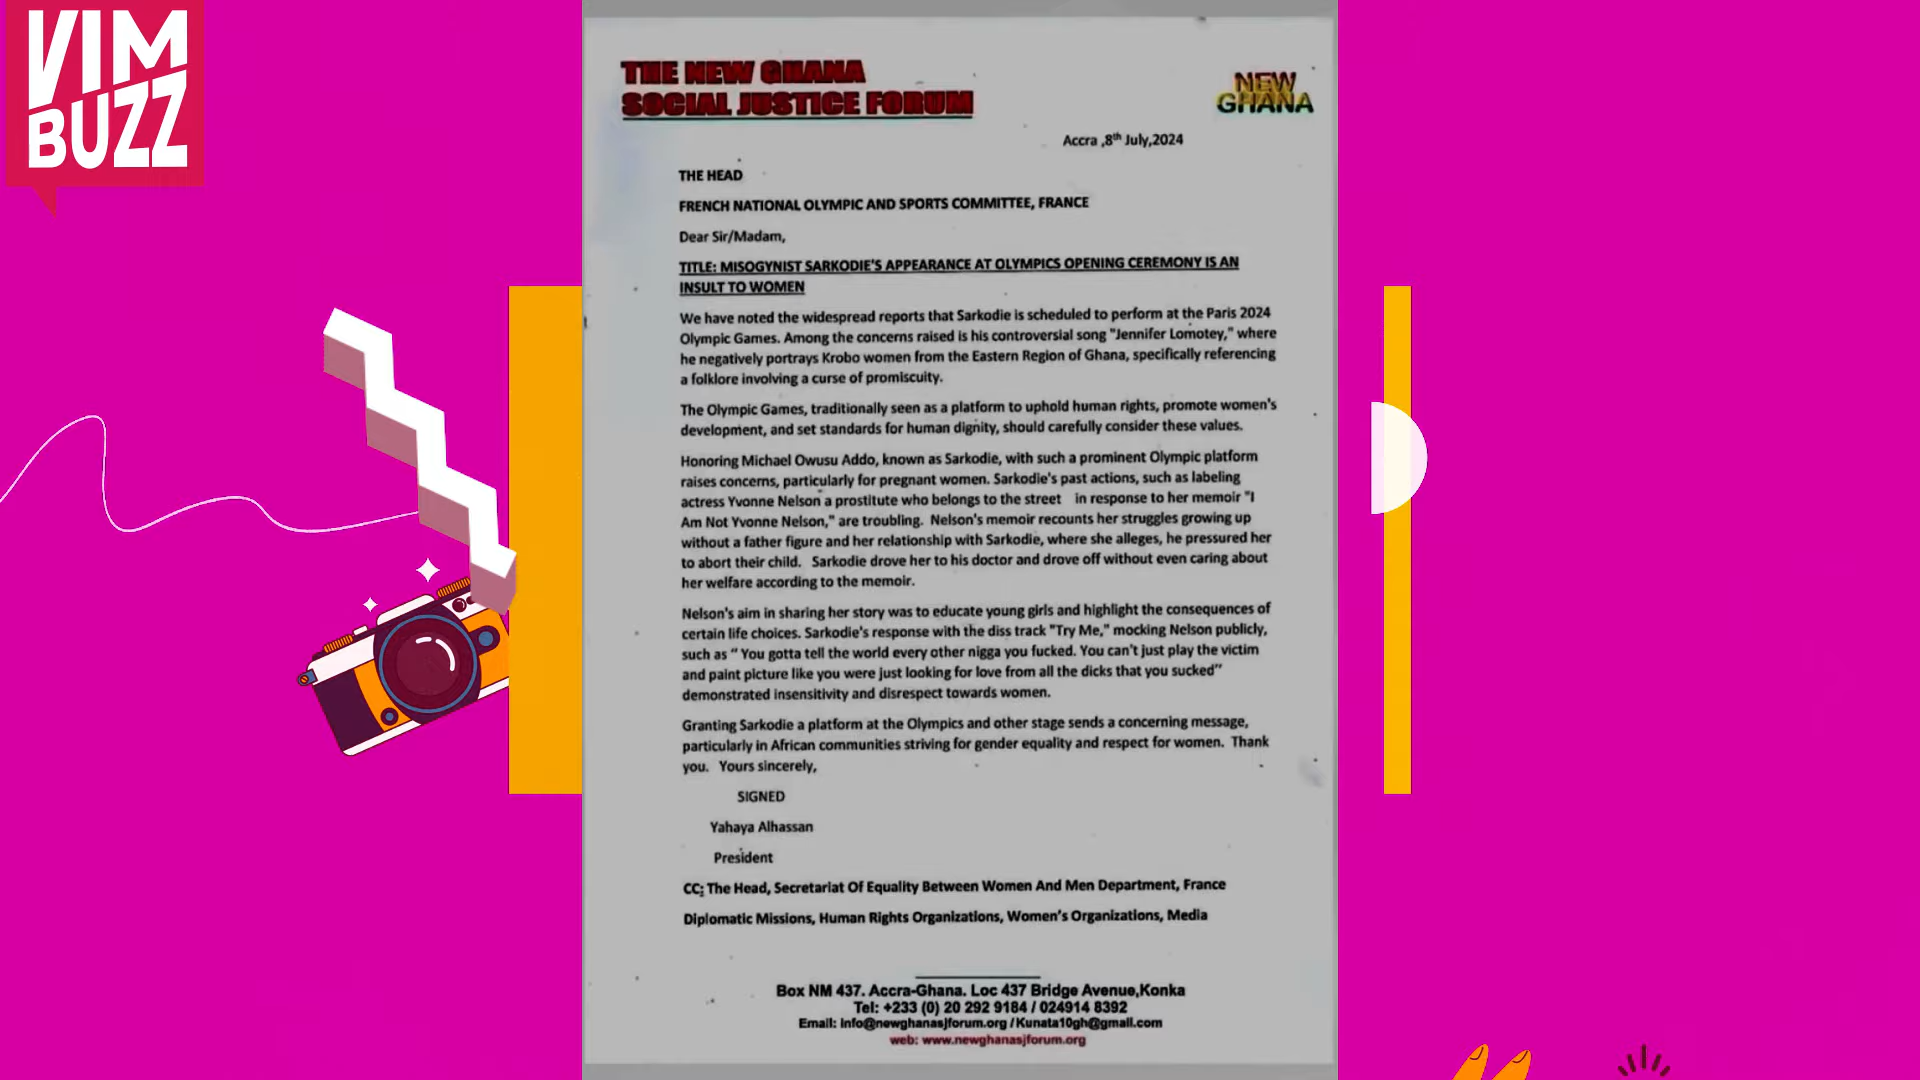 VIM
BUZZ
THE NEW GHANA
SOCIAL JUSTICE FORUM
NEW
GHANA
Accra ,8th July,2024
THE HEAD
FRENCH NATIONAL OLYMPIC AND SPORTS COMMITTEE, FRANCE
Dear Sir/Madam,
TITLE: MISOGYNIST SARKODIE'S APPEARANCE AT OLYMPICS OPENING CEREMONY IS AN
INSULT TO WOMEN
We have noted the widespread reports that Sarkodie is scheduled to perform at the Paris 2024
Olympic Games. Among the concerns raised is his controversial song "Jennifer Lomotey," where
he negatively portrays Krobo women from the Eastern Region of Ghana, specifically referencing
a folklore involving a curse of promiscuity.
The Olympic Games, traditionally seen as a platform to uphold human rights, promote women's
development, and set standards for human dignity, should carefully consider these values.
Honoring Michael Owusu Addo, known as Sarkodie, with such a prominent Olympic platform
raises concerns, particularly for pregnant women. Sarkodie's past actions, such as labeling
actress Yvonne Nelson a prostitute who belongs to the street in response to her memoir "I
Am Not Yvonne Nelson," are troubling. Nelson's memoir recounts her struggles growing up
without a father figure and her relationship with Sarkodie, where she alleges, he pressured her
to abort their child. Sarkodie drove her to his doctor and drove off without even caring about
her welfare according to the memoir.
Nelson's aim in sharing her story was to educate young girls and highlight the consequences of
certain life choices. Sarkodie's response with the diss track "Try Me," mocking Nelson publicly,
such as “ You gotta tell the world every other nigga you fucked. You can't just play the victim
and paint picture like you were just looking for love from all the dicks that you sucked”
demonstrated insensitivity and disrespect towards women.
Granting Sarkodie a platform at the Olympics and other stage sends a concerning message,
particularly in African communities striving for gender equality and respect for women. Thank
you. Yours sincerely,
SIGNED
Yahaya Alhassan
President
CC; The Head, Secretariat Of Equality Between Women And Men Department, France
Diplomatic Missions, Human Rights Organizations, Women's Organizations, Media
Box NM 437. Accra-Ghana. Loc 437 Bridge Avenue,Konka
Tel: +233 (0) 20 292 9184 / 024914 8392
Email: info@newghanasjforum.org / Kunata10gh@gmail.com
web: www.newghanasjforum.org